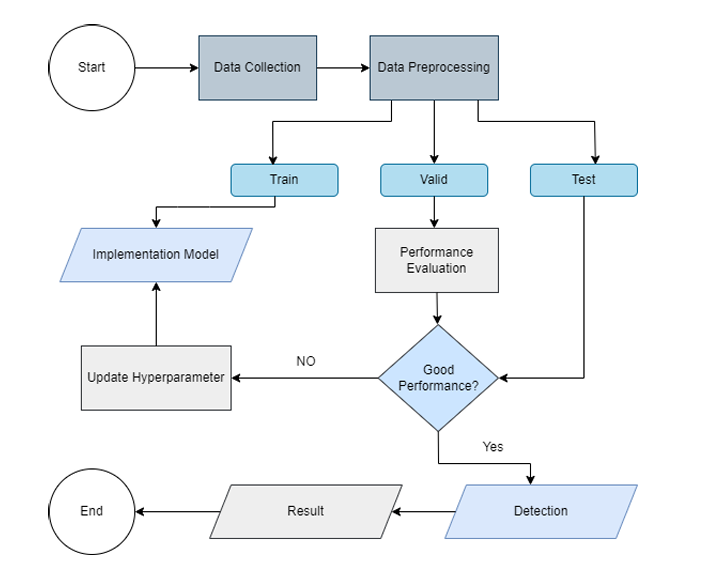 Start
Data Collection
Data Preprocessing
Train
Valid
Test
Implementation Model
Performance
Evaluation
Good
Performance?
NO
Update Hyperparameter
Yes
End
Result
Detection